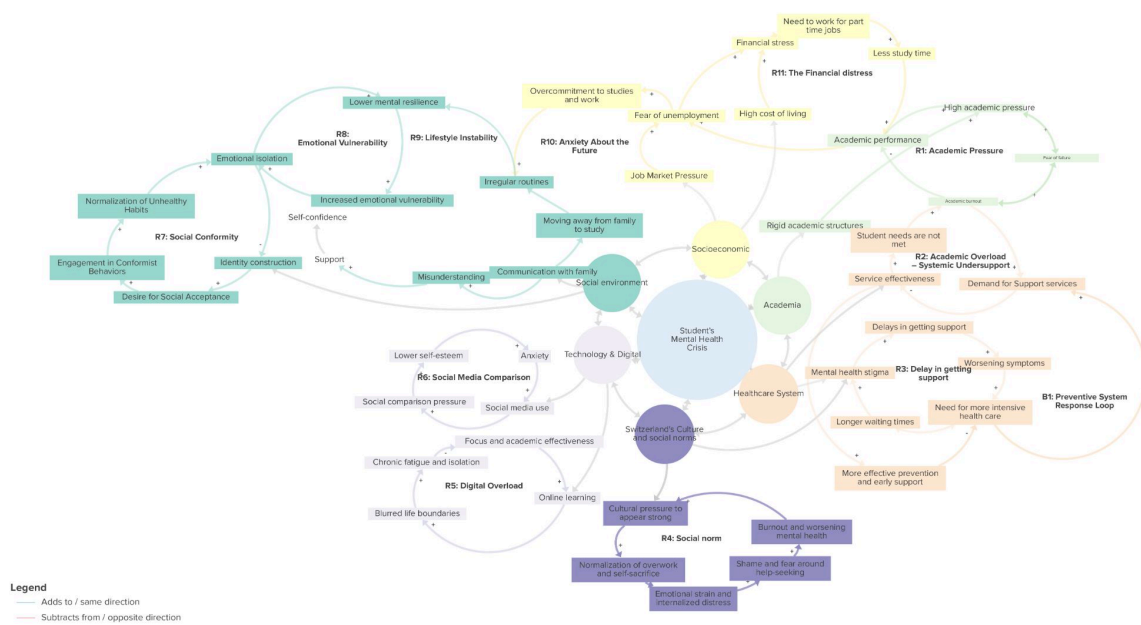 Need to work for part
time jobs
Financial stress
Less study time
R11: The Financial distress
Overcommitment to studies
and work
High cost of living
Fear of unemployment
R10: Anxiety About the
Future
Job Market Pressure
Lower mental resilience
R8:
Emotional Vulnerability
R9: Lifestyle Instability
Emotional isolation
Irregular routines
Increased emotional vulnerability
Normalization of Unhealthy
Habits
R7: Social Conformity
Self-confidence
Support
Moving away from family
to study
Engagement in Conformist
Behaviors
Identity construction
Desire for Social Acceptance
Misunderstanding
Communication with family
Social environment
Socioeconomic
High academic pressure
Academic performance
R1: Academic Pressure
Fear of future
Academic burnout
Rigid academic structures
Student needs are not
met
R2: Academic Overload
– Systemic Undersupport
Service effectiveness
Demand for Support services
Academia
Student's
Mental Health
Crisis
Technology & Digital
Healthcare System
Switzerland's Culture
and social norms
Delays in getting support
Worsening symptoms
Mental health stigma
R3: Delay in getting
support
Longer waiting times
Need for more intensive
health care
B1: Preventive System
Response Loop
More effective prevention
and early support
Lower self-esteem
Anxiety
R6: Social Media Comparison
Social comparison pressure
Social media use
Focus and academic effectiveness
Chronic fatigue and isolation
R5: Digital Overload
Online learning
Blurred life boundaries
Cultural pressure to
appear strong
Burnout and worsening
mental health
R4: Social norm
Normalization of overwork
and self-sacrifice
Shame and fear around
help-seeking
Emotional strain and
internalized distress
Legend
Adds to / same direction
Subtracts from / opposite direction